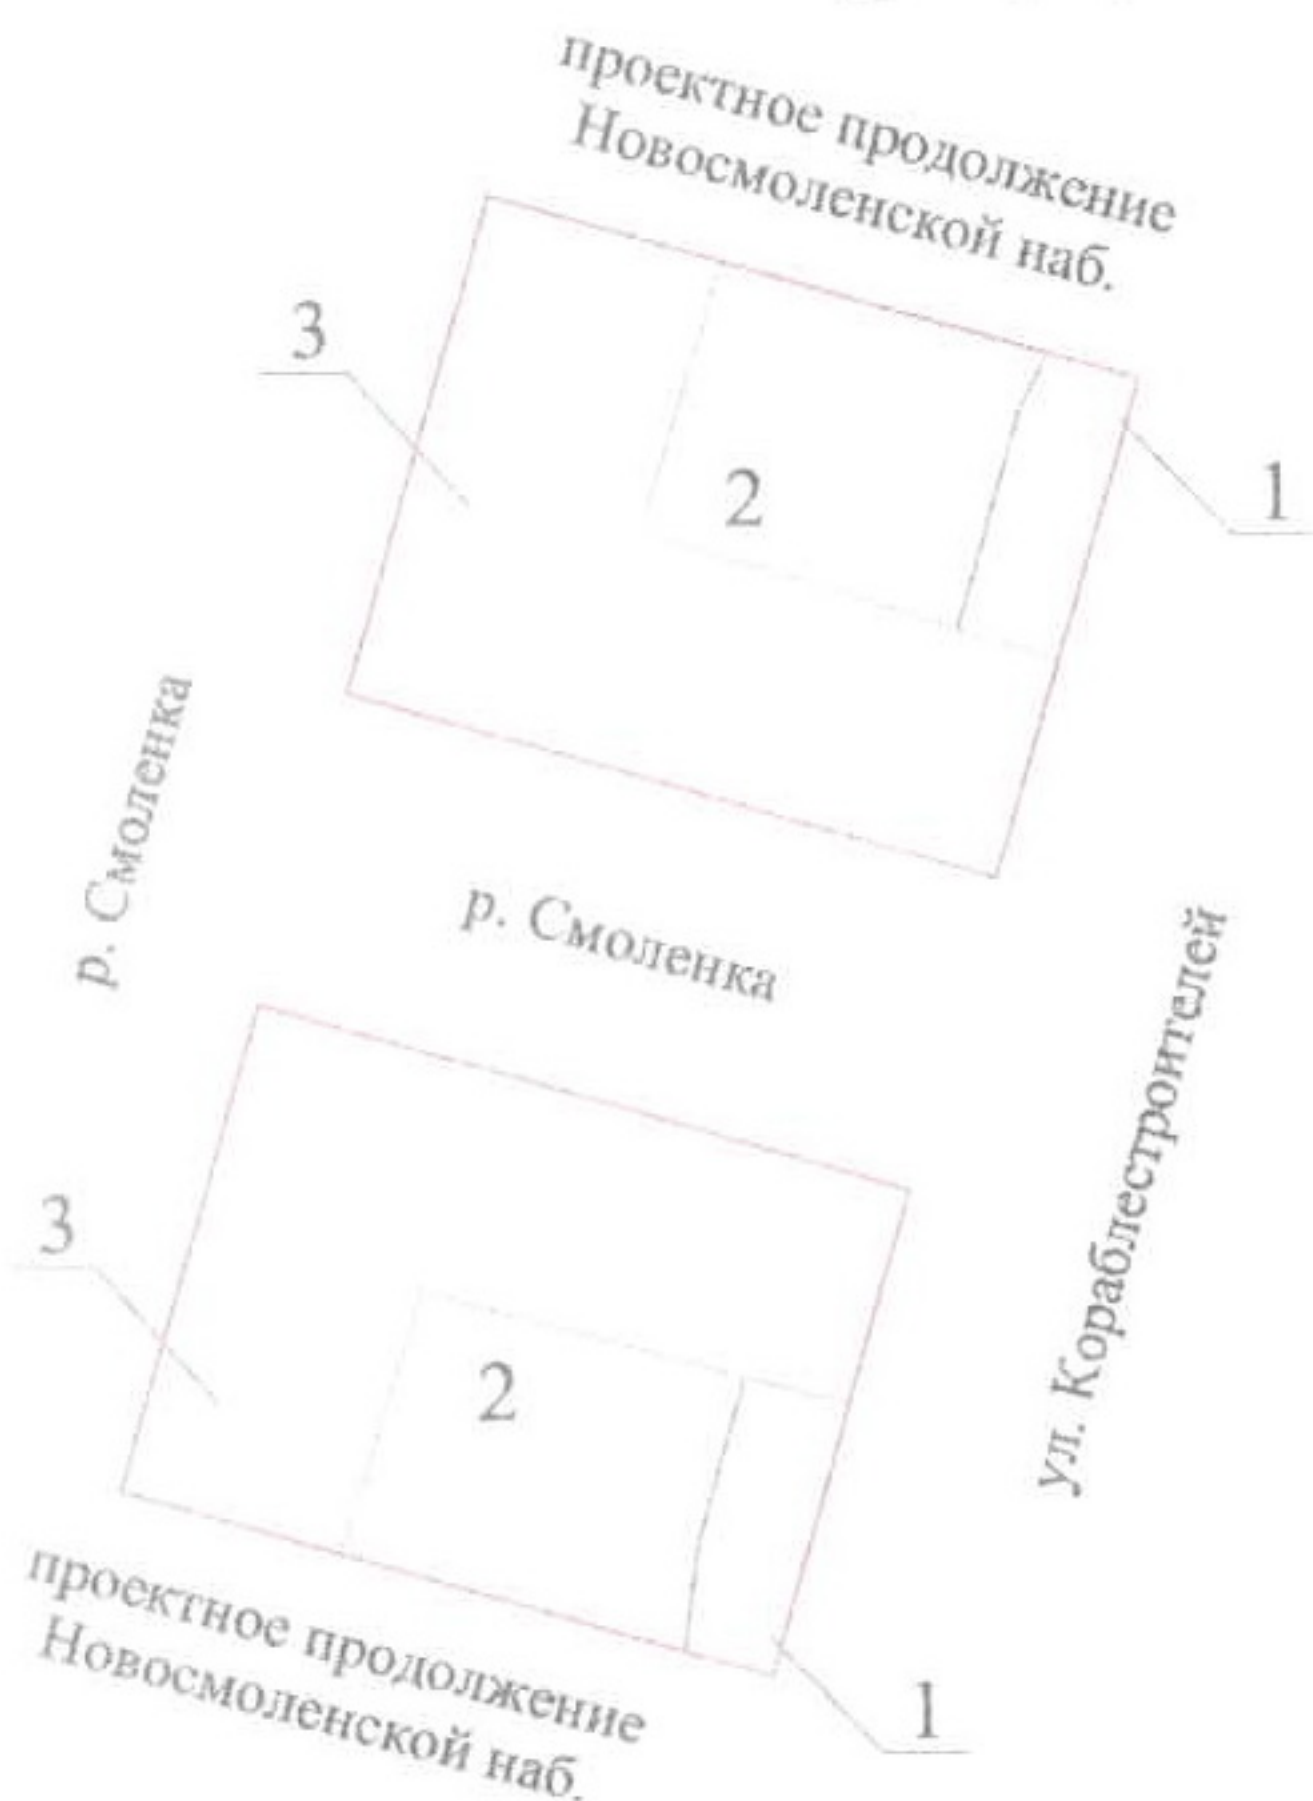 проектное продолжение
Новосмоленской наб.
3
2
1
р. Смоленка
р. Смоленка
ул. Кораблестроителей
3
2
1
проектное продолжение
Новосмоленской наб.